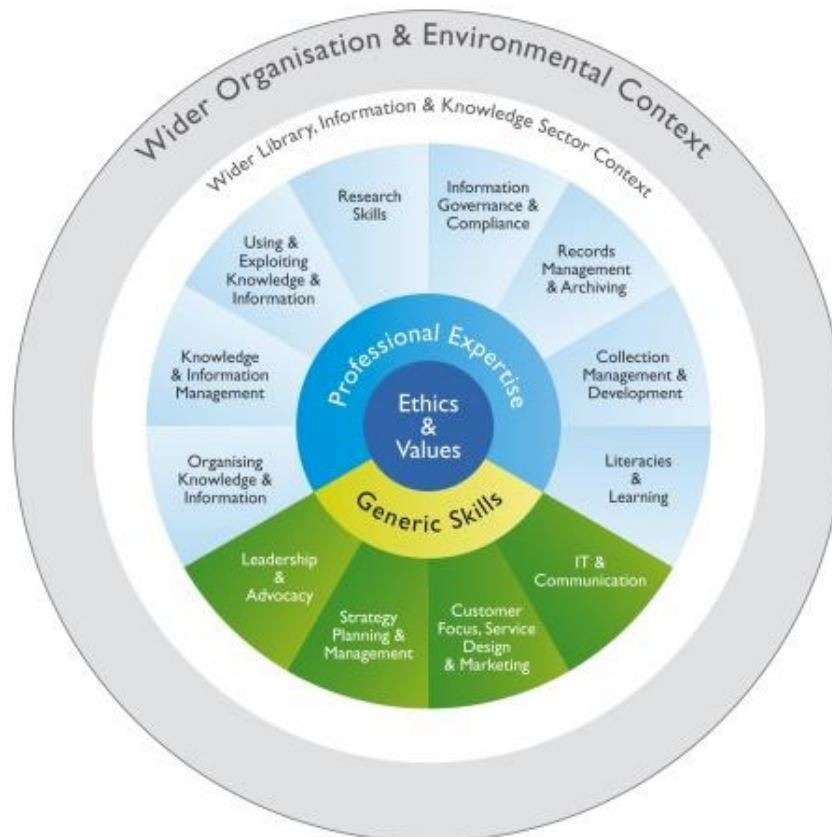 Wider Organisation & Environmental Context
Wider Library, Information & Knowledge Sector Context
Research
Skills
Information
Governance &
Compliance
Records
Management
& Archiving
Collection
Management &
Development
Literacies
&
Learning
IT &
Communication
Customer
Focus, Service
Design
& Marketing
Strategy
Planning &
Management
Leadership
&
Advocacy
Organising
Knowledge &
Information
Knowledge
& Information
Management
Using &
Exploiting
Knowledge &
Information
Professional Expertise
Ethics
&
Values
Generic Skills